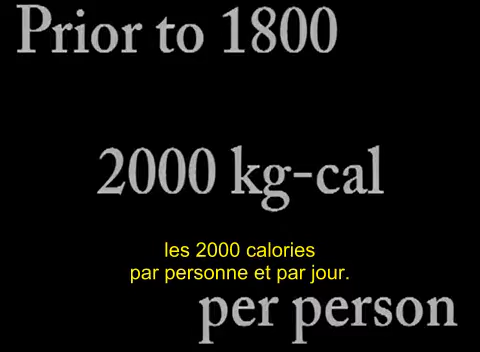 Prior to 1800
2000 kg-cal
les 2000 calories
par personne et par jour.
per person